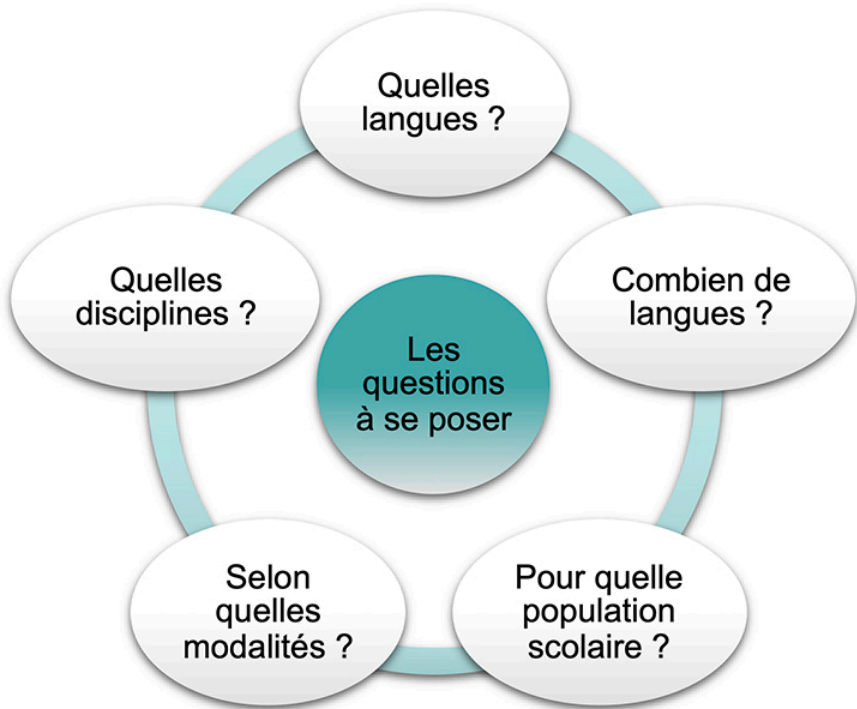 Quelles
langues ?
Quelles
disciplines ?
Combien de
langues ?
Les
questions
à se poser
Selon
quelles
modalités ?
Pour quelle
population
scolaire ?